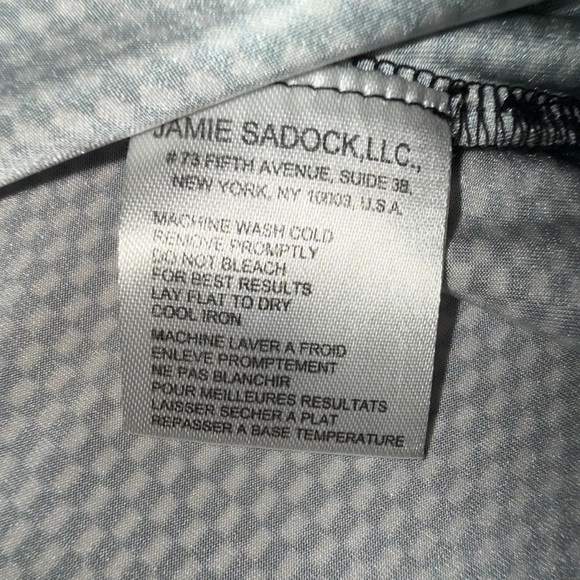 JAMIE SADOCK,LLC.,
# 73 FIFTH AVENUE, SUIDE 3B,
NEW YORK, NY 10003, U.S.A.
MACHINE WASH COLD
REMOVE PROMPTLY
DO NOT BLEACH
FOR BEST RESULTS
LAY FLAT TO DRY
COOL IRON
MACHINE LAVER A FROID
ENLEVE PROMPTEMENT
NE PAS BLANCHIR
POUR MEILLEURES RESULTATS
LAISSER SECHER A PLAT
REPASSER A BASE TEMPERATURE